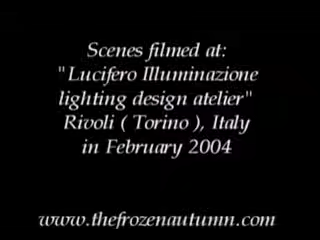 Scenes filmed at:
"Lucifero Illuminazione
lighting design atelier"
Rivoli ( Torino ), Italy
in February 2004
www.thefrozenautumn.com